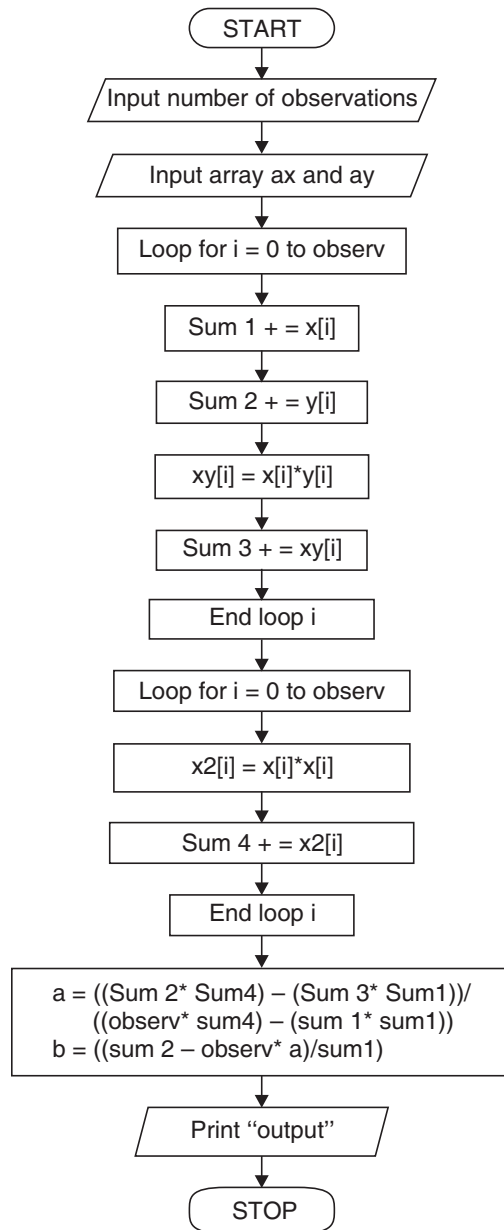 START
Input number of observations
Input array ax and ay
Loop for i = 0 to observ
Sum 1 + = x[i]
Sum 2 + = y[i]
xy[i] = x[i]*y[i]
Sum 3 + = xy[i]
End loop i
Loop for i = 0 to observ
x2[i] = x[i]*x[i]
Sum 4 + = x2[i]
End loop i
a = ((Sum 2* Sum4) – (Sum 3* Sum1))/
((observ* sum4) – (sum 1* sum1))
b = ((sum 2 – observ* a)/sum1)
Print ‘‘output’’
STOP